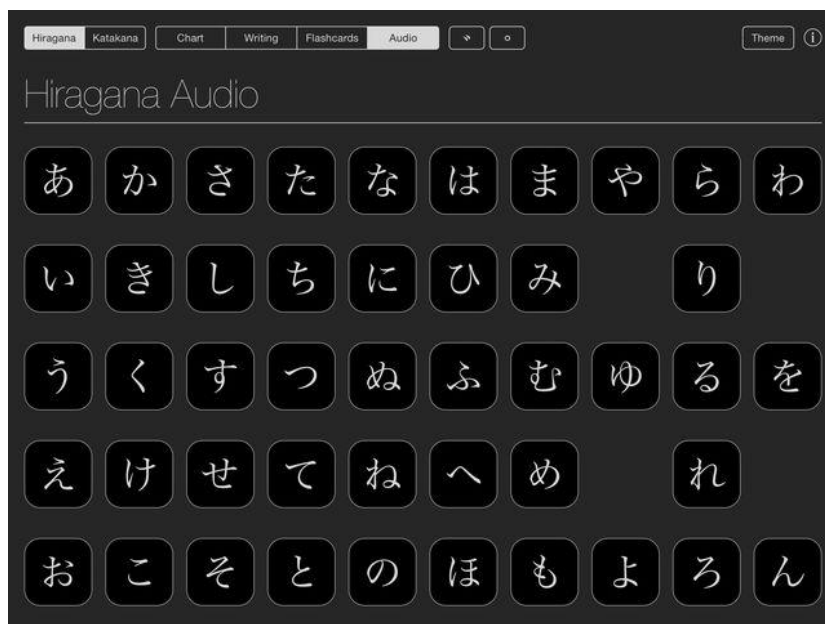 Hiragana Katakana Chart Writing Flashcards Audio ゛ ゜ Theme i
Hiragana Audio
あ か さ た な は ま や ら わ
い き し ち に ひ み り
う く す つ ぬ ふ む ゆ る を
え け せ て ね へ め れ
お こ そ と の ほ も よ ろ ん